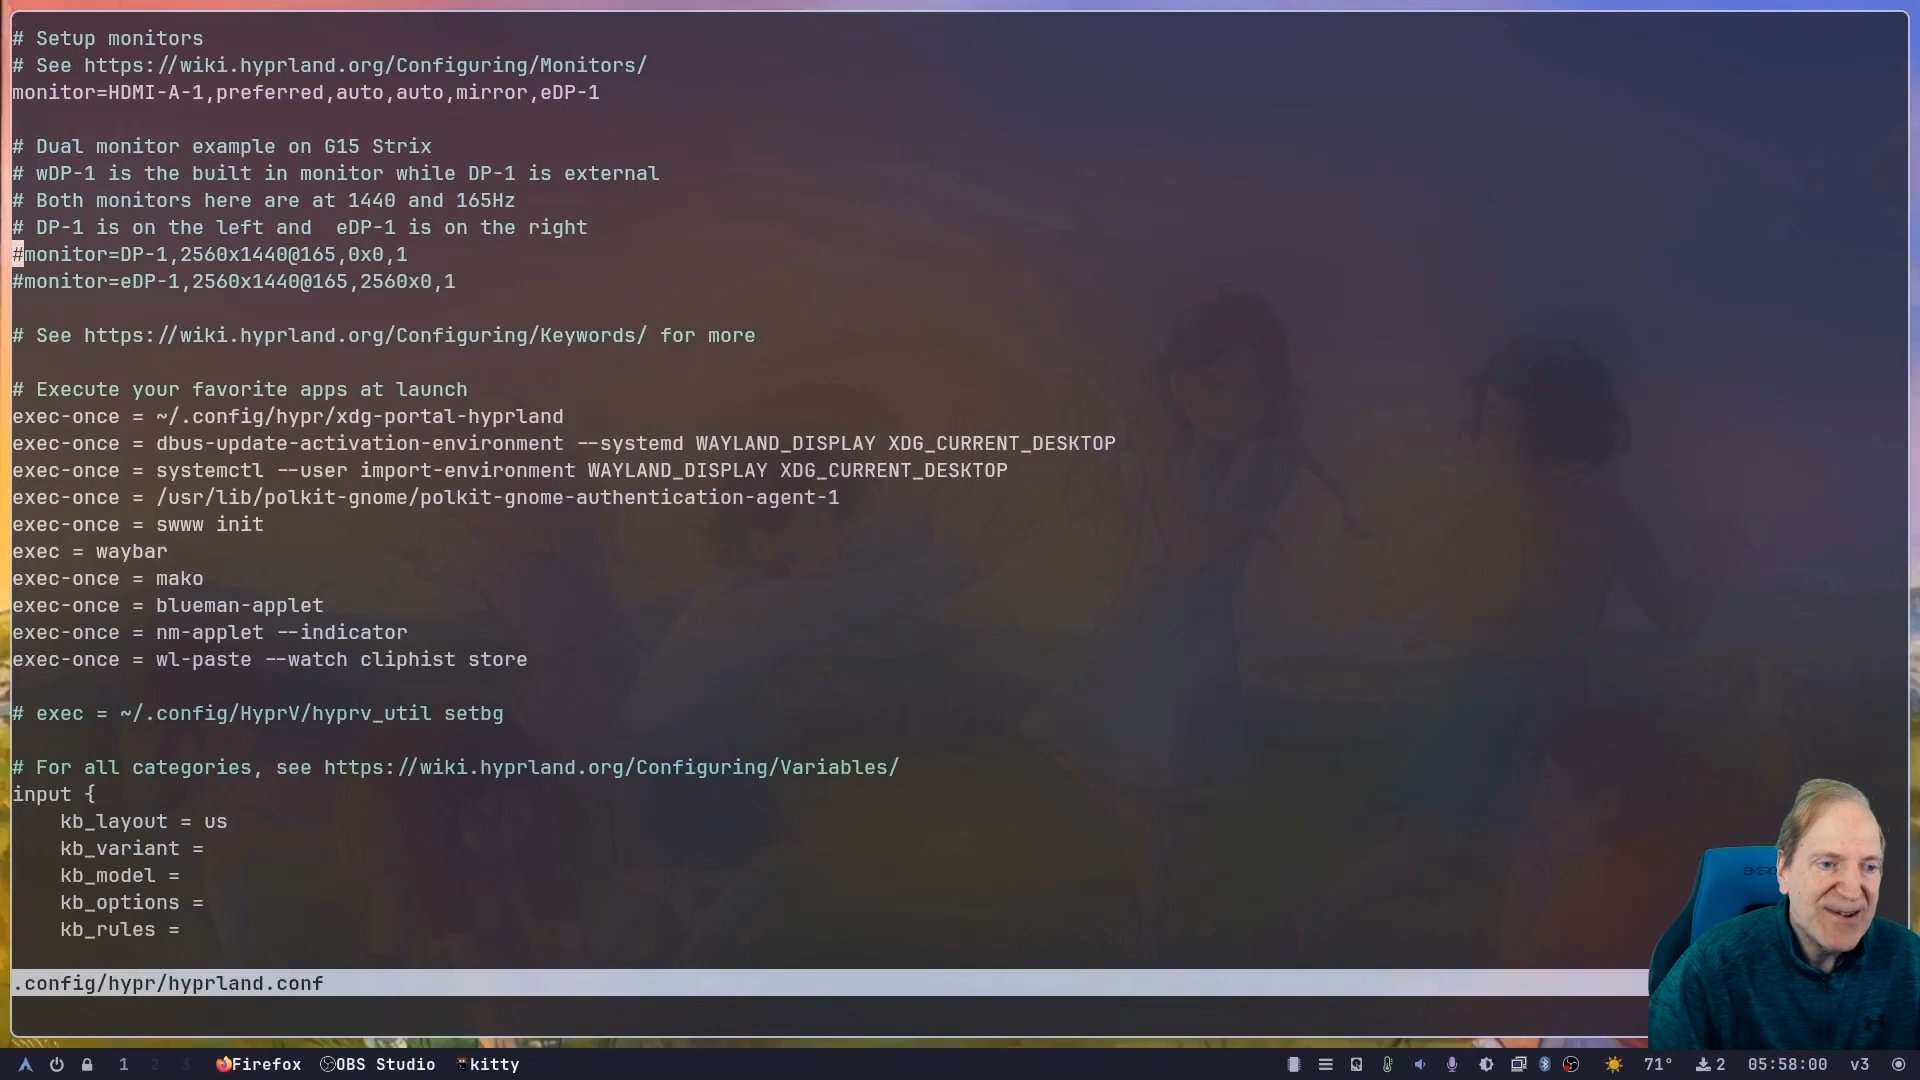 # Setup monitors
# See https://wiki.hyprland.org/Configuring/Monitors/
monitor=HDMI-A-1,preferred,auto,auto,mirror,eDP-1
# Dual monitor example on G15 Strix
# wDP-1 is the built in monitor while DP-1 is external
# Both monitors here are at 1440 and 165Hz
# DP-1 is on the left and  eDP-1 is on the right
#monitor=DP-1,2560x1440@165,0x0,1
#monitor=eDP-1,2560x1440@165,2560x0,1
# See https://wiki.hyprland.org/Configuring/Keywords/ for more
# Execute your favorite apps at launch
exec-once = ~/.config/hypr/xdg-portal-hyprland
exec-once = dbus-update-activation-environment --systemd WAYLAND_DISPLAY XDG_CURRENT_DESKTOP
exec-once = systemctl --user import-environment WAYLAND_DISPLAY XDG_CURRENT_DESKTOP
exec-once = /usr/lib/polkit-gnome/polkit-gnome-authentication-agent-1
exec-once = swww init
exec = waybar
exec-once = mako
exec-once = blueman-applet
exec-once = nm-applet --indicator
exec-once = wl-paste --watch cliphist store
# exec = ~/.config/HyprV/hyprv_util setbg
# For all categories, see https://wiki.hyprland.org/Configuring/Variables/
input {
    kb_layout = us
    kb_variant =
    kb_model =
    kb_options =
    kb_rules =
.config/hypr/hyprland.conf
1 2 3 Firefox OBS Studio kitty 71° 2 05:58:00 v3